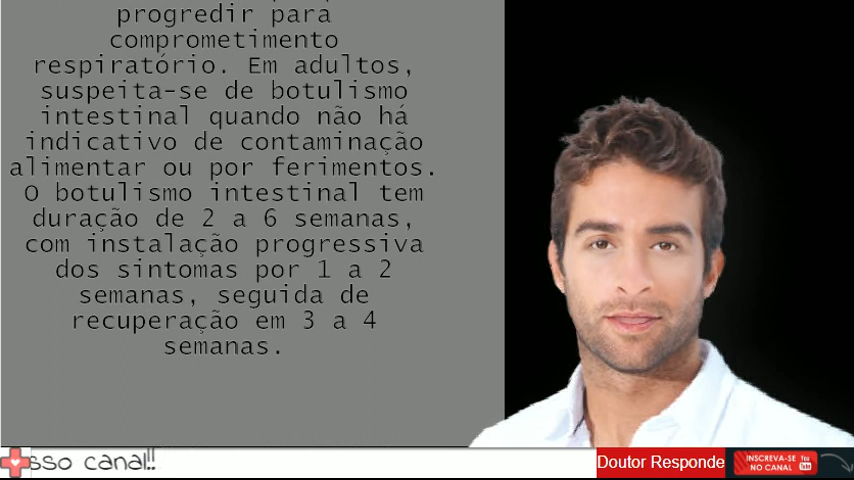 progredir para
comprometimento
respiratório. Em adultos,
suspeita-se de botulismo
intestinal quando não há
indicativo de contaminação
alimentar ou por ferimentos.
O botulismo intestinal tem
duração de 2 a 6 semanas,
com instalação progressiva
dos sintomas por 1 a 2
semanas, seguida de
recuperação em 3 a 4
semanas.
sso canal!!
Doutor Responde
INSCREVA-SE
NO CANAL
You
Tube